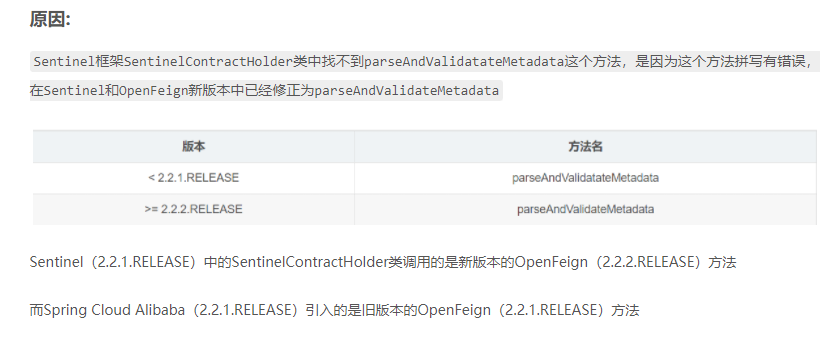 原因:
Sentinel框架SentinelContractHolder类中找不到parseAndValidatateMetadata这个方法，是因为这个方法拼写有错误，
在Sentinel和OpenFeign新版本中已经修正为parseAndValidateMetadata
版本 方法名
< 2.2.1.RELEASE parseAndValidatateMetadata
>= 2.2.2.RELEASE parseAndValidateMetadata
Sentinel（2.2.1.RELEASE）中的SentinelContractHolder类调用的是新版本的OpenFeign（2.2.2.RELEASE）方法
而Spring Cloud Alibaba（2.2.1.RELEASE）引入的是旧版本的OpenFeign（2.2.1.RELEASE）方法